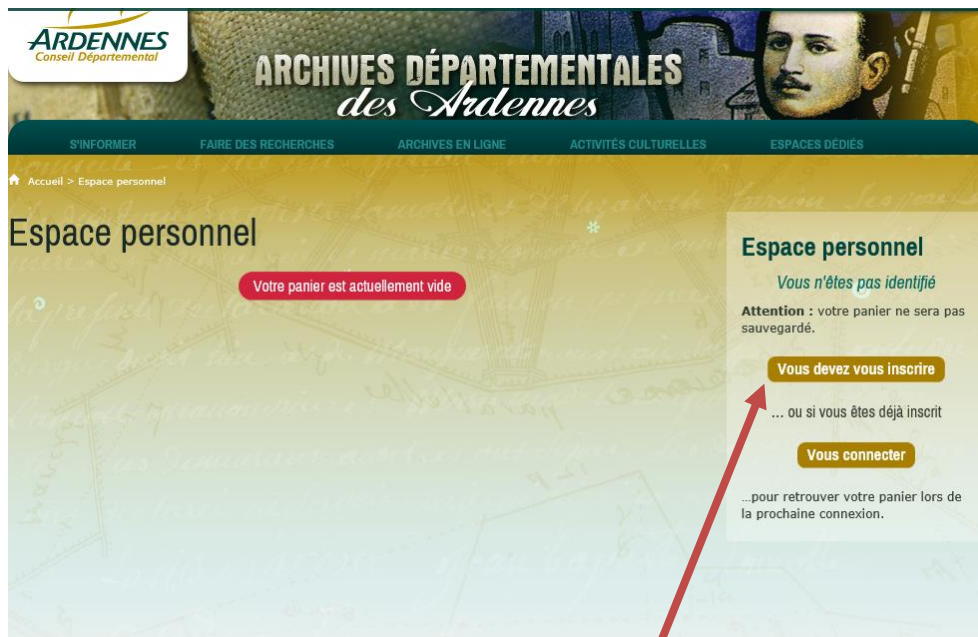 ARDENNES
Conseil Départemental
ARCHIVES DÉPARTEMENTALES
des Ardennes
S'INFORMER FAIRE DES RECHERCHES ARCHIVES EN LIGNE ACTIVITÉS CULTURELLES ESPACES DÉDIÉS
Accueil > Espace personnel
Espace personnel
Votre panier est actuellement vide
Espace personnel
Vous n'êtes pas identifié
Attention : votre panier ne sera pas
sauvegardé.
Vous devez vous inscrire
... ou si vous êtes déjà inscrit
Vous connecter
...pour retrouver votre panier lors de
la prochaine connexion.